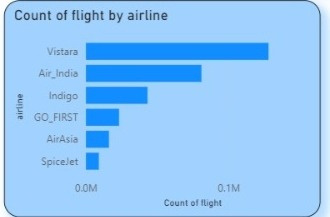 Count of flight by airline
Vistara
Air_India
Indigo
GO_FIRST
AirAsia
SpiceJet
airline
0.0M 0.1M
Count of flight